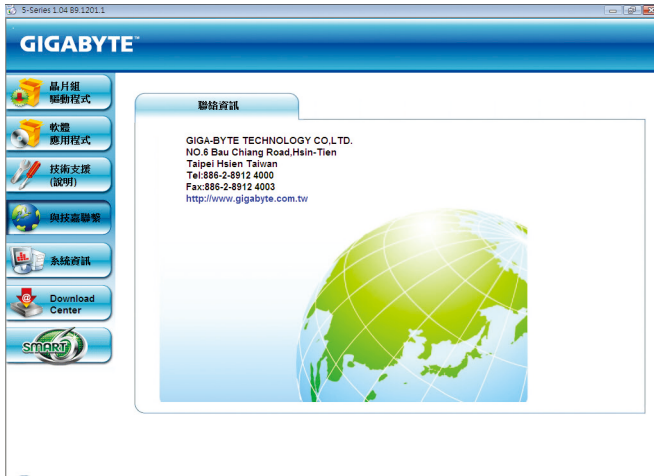 5-Series 1.04 B9.1201.1
GIGABYTE™
晶片組
驅動程式
軟體
應用程式
技術支援
(說明)
與技嘉聯繫
系統資訊
Download
Center
SMART
聯絡資訊
GIGA-BYTE TECHNOLOGY CO,LTD.
NO.6 Bau Chiang Road,Hsin-Tien
Taipei Hsien Taiwan
Tel:886-2-8912 4000
Fax:886-2-8912 4003
http://www.gigabyte.com.tw